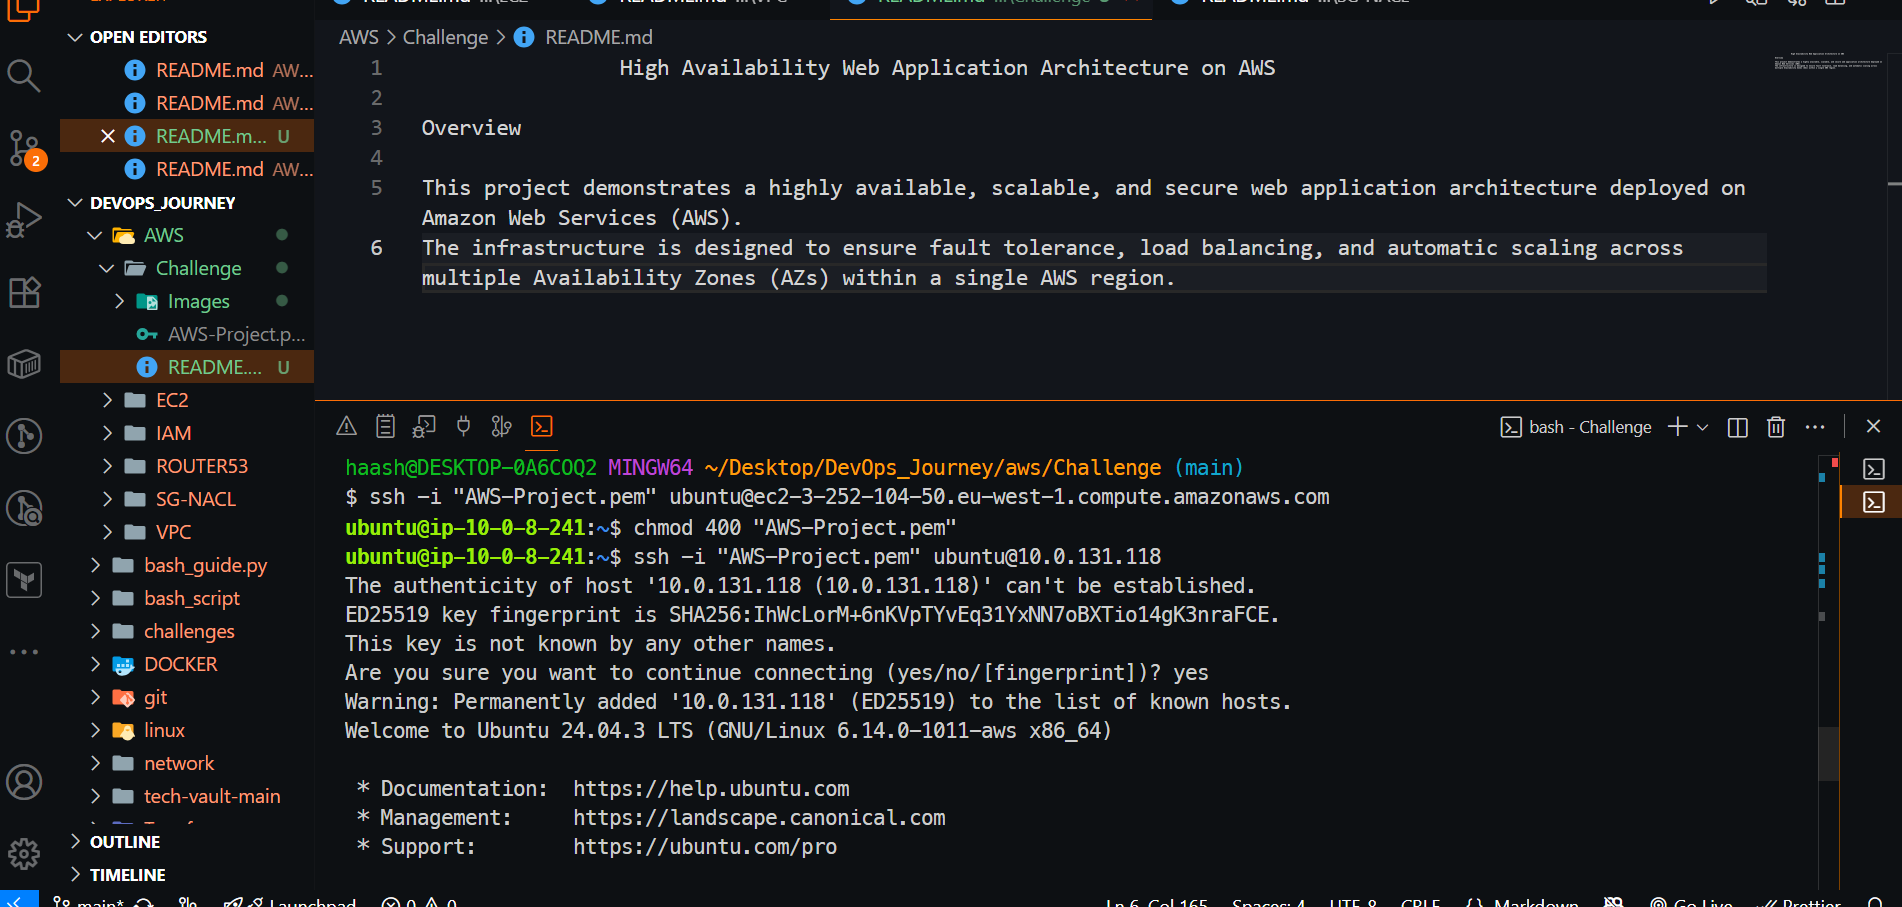 OPEN EDITORS
README.md AW...
README.md AW...
README.m... U
README.md AW...
DEVOPS_JOURNEY
AWS
Challenge
Images
AWS-Project.p...
README.... U
EC2
IAM
ROUTER53
SG-NACL
VPC
bash_guide.py
bash_script
challenges
DOCKER
git
linux
network
tech-vault-main
OUTLINE
TIMELINE
2
AWS > Challenge > README.md
1 High Availability Web Application Architecture on AWS
2
3 Overview
4
5 This project demonstrates a highly available, scalable, and secure web application architecture deployed on
Amazon Web Services (AWS).
6 The infrastructure is designed to ensure fault tolerance, load balancing, and automatic scaling across
multiple Availability Zones (AZs) within a single AWS region.
bash - Challenge
haash@DESKTOP-0A6COQ2 MINGW64 ~/Desktop/DevOps_Journey/aws/Challenge (main)
$ ssh -i "AWS-Project.pem" ubuntu@ec2-3-252-104-50.eu-west-1.compute.amazonaws.com
ubuntu@ip-10-0-8-241:~$ chmod 400 "AWS-Project.pem"
ubuntu@ip-10-0-8-241:~$ ssh -i "AWS-Project.pem" ubuntu@10.0.131.118
The authenticity of host '10.0.131.118 (10.0.131.118)' can't be established.
ED25519 key fingerprint is SHA256:IhWcLorM+6nKVpTYvEq31YxNN7oBXTio14gK3nraFCE.
This key is not known by any other names.
Are you sure you want to continue connecting (yes/no/[fingerprint])? yes
Warning: Permanently added '10.0.131.118' (ED25519) to the list of known hosts.
Welcome to Ubuntu 24.04.3 LTS (GNU/Linux 6.14.0-1011-aws x86_64)
* Documentation: https://help.ubuntu.com
* Management: https://landscape.canonical.com
* Support: https://ubuntu.com/pro
main* Launchpad 0 0 Ln 6, Col 165 Spaces: 4 UTF-8 CRLF {} Markdown Go Live Prettier